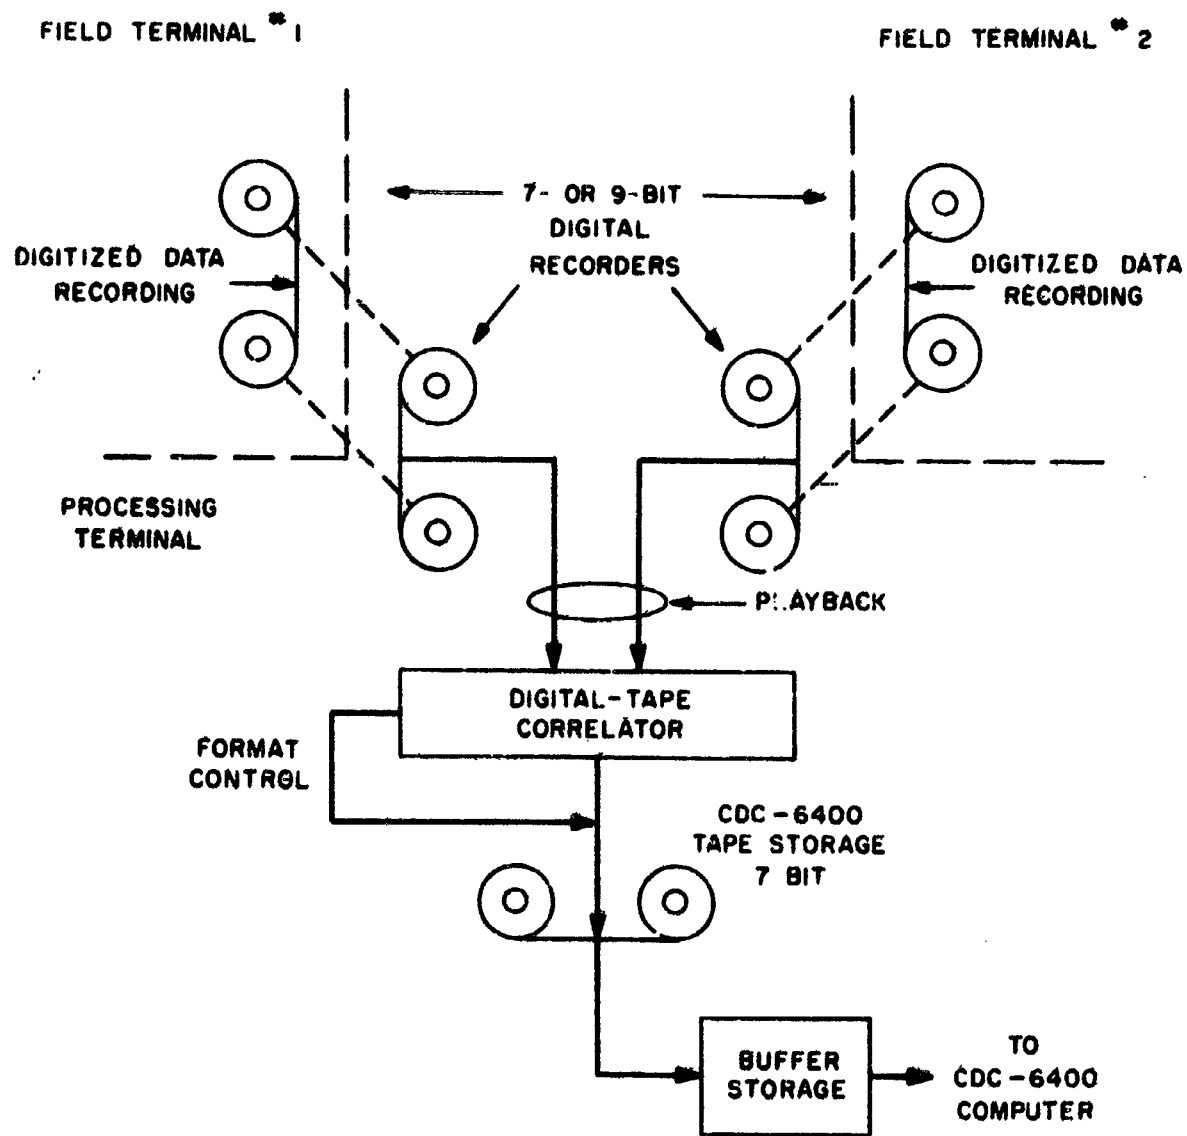 FIELD TERMINAL #1
FIELD TERMINAL #2
7- OR 9-BIT
DIGITAL
RECORDERS
DIGITIZED DATA
RECORDING
DIGITIZED DATA
RECORDING
PROCESSING
TERMINAL
PLAYBACK
DIGITAL-TAPE
CORRELATOR
FORMAT
CONTROL
CDC-6400
TAPE STORAGE
7 BIT
BUFFER
STORAGE
TO
CDC-6400
COMPUTER